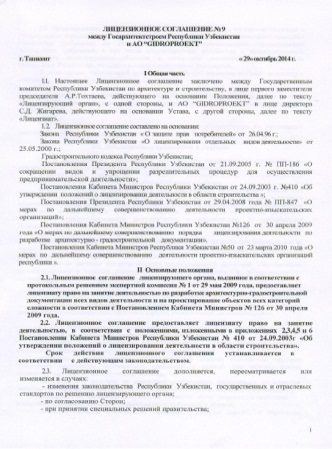 ЛИЦЕНЗИОННОЕ СОГЛАШЕНИЕ №9
между Госархитектстроем Республики Узбекистан
и АО "GIDROPROEKT"
г.Ташкент «29»октября 2014 г.
I Общая часть
1.1. Настоящее Лицензионное соглашение заключено между Государственным
комитетом Республики Узбекистан по архитектуре и строительству, в лице первого заместителя
председателя А.Р.Тохтаева, действующего на основании Положения, далее по тексту
«Лицензирующий орган», с одной стороны, и АО "GIDROPROEKT" в лице директора
С.Д. Жигарева, действующего на основании Устава, с другой стороны, далее по тексту
«Лицензиат».
1.2. Лицензионное соглашение составлено на основании:
Закона Республики Узбекистан «О защите прав потребителей» от 26.04.96 г.;
Закона Республики Узбекистан «О лицензировании отдельных видов деятельности» от
25.05.2000 г.;
Градостроительного кодекса Республики Узбекистан;
Постановления Президента Республики Узбекистан от 21.09.2005 г. № ПП-186 «О
сокращении видов и упрощении разрешительных процедур для осуществления
предпринимательской деятельности»;
Постановления Кабинета Министров Республики Узбекистан от 24.09.2003 г. №410 «Об
утверждении положений о лицензировании деятельности в области строительства »;
Постановления Президента Республики Узбекистан от 29.04.2008 года № ПП-847 «О
мерах по дальнейшему совершенствованию деятельности проектно-изыскательских
организаций»;
Постановления Кабинета Министров Республики Узбекистан №126 от 30 апреля 2009
года «О мерах по дальнейшему совершенствованию порядка лицензирования деятельности по
разработке архитектурно - градостроительной документации».
Постановления Кабинета Министров Республики Узбекистан №50 от 23 марта 2010 года «О
мерах по дальнейшему совершенствованию деятельности проектно-изыскательских организаций
республики ».
II Основные положения
2.1. Лицензионное соглашение лицензирующего органа, выданное в соответствии с
протокольным решением экспертной комиссии № 1 от 29 мая 2009 года, предоставляет
лицензиату право на занятие деятельностью по разработке архитектурно-градостроительной
документации всех видов деятельности и на проектирование объектов всех категорий
сложности в соответствии с Постановлением Кабинета Министров № 126 от 30 апреля
2009 года.
2.2. Лицензионное соглашение предоставляет лицензиату право на занятие
деятельностью, в соответствии с положениями, изложенными в приложениях 2,3,4,5 и 6
Постановления Кабинета Министров Республики Узбекистан № 410 от 24.09.2003г. «Об
утверждении положений о лицензировании деятельности в области строительства».
Срок действия лицензионного соглашения устанавливается в
соответствии с действующим законодательством.
2.3. Лицензионное соглашение дополняется, пересматривается или
изменяется в случаях:
- изменения законодательства Республики Узбекистан, государственных и отраслевых
стандартов по решению лицензирующего органа;
- по согласованию Сторон;
- при принятии специальных решений правительства;
1